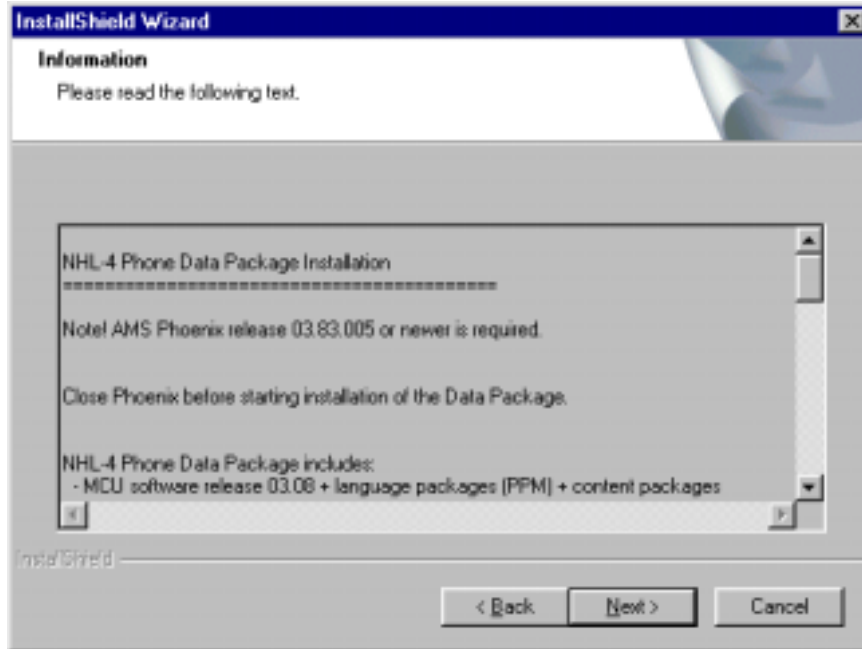 InstallShield Wizard
Information
Please read the following text.
NHL-4 Phone Data Package Installation
==========================================
Note! AMS Phoenix release 03.83.005 or newer is required.
Close Phoenix before starting installation of the Data Package.
NHL-4 Phone Data Package includes:
- MCU software release 03.08 + language packages (PPM) + content packages
InstallShield
< Back
Next >
Cancel